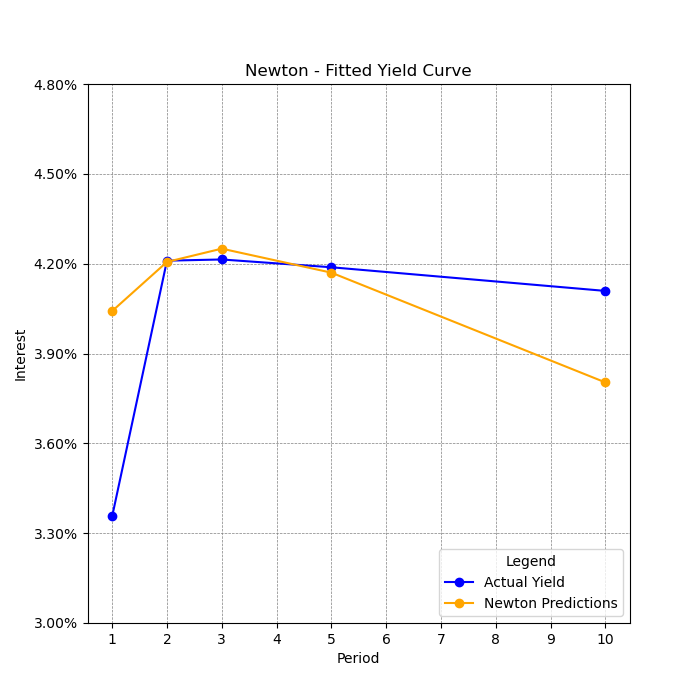 Newton - Fitted Yield Curve
4.80%
4.50%
4.20%
3.90%
3.60%
3.30%
3.00%
Interest
1 2 3 4 5 6 7 8 9 10
Period
Legend
Actual Yield
Newton Predictions